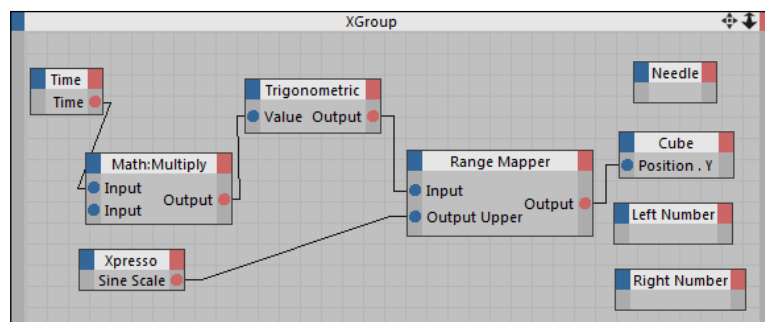 XGroup
Time
Time
Trigonometric
Value Output
Needle
Math:Multiply
Input
Input
Output
Range Mapper
Input
Output Upper
Output
Cube
Position . Y
Left Number
Xpresso
Sine Scale
Right Number